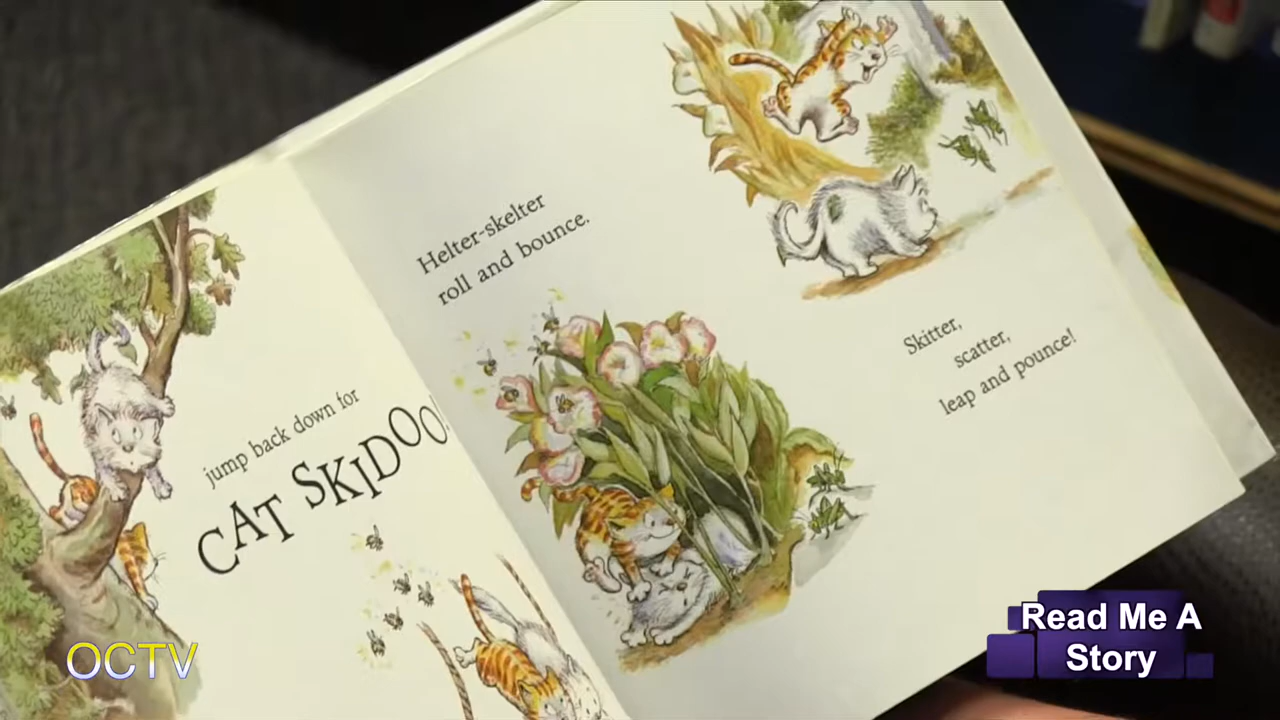 jump back down for
CAT SKIDOO!
Helter-skelter
roll and bounce.
Skitter,
scatter,
leap and pounce!
OCTV
Read Me A
Story